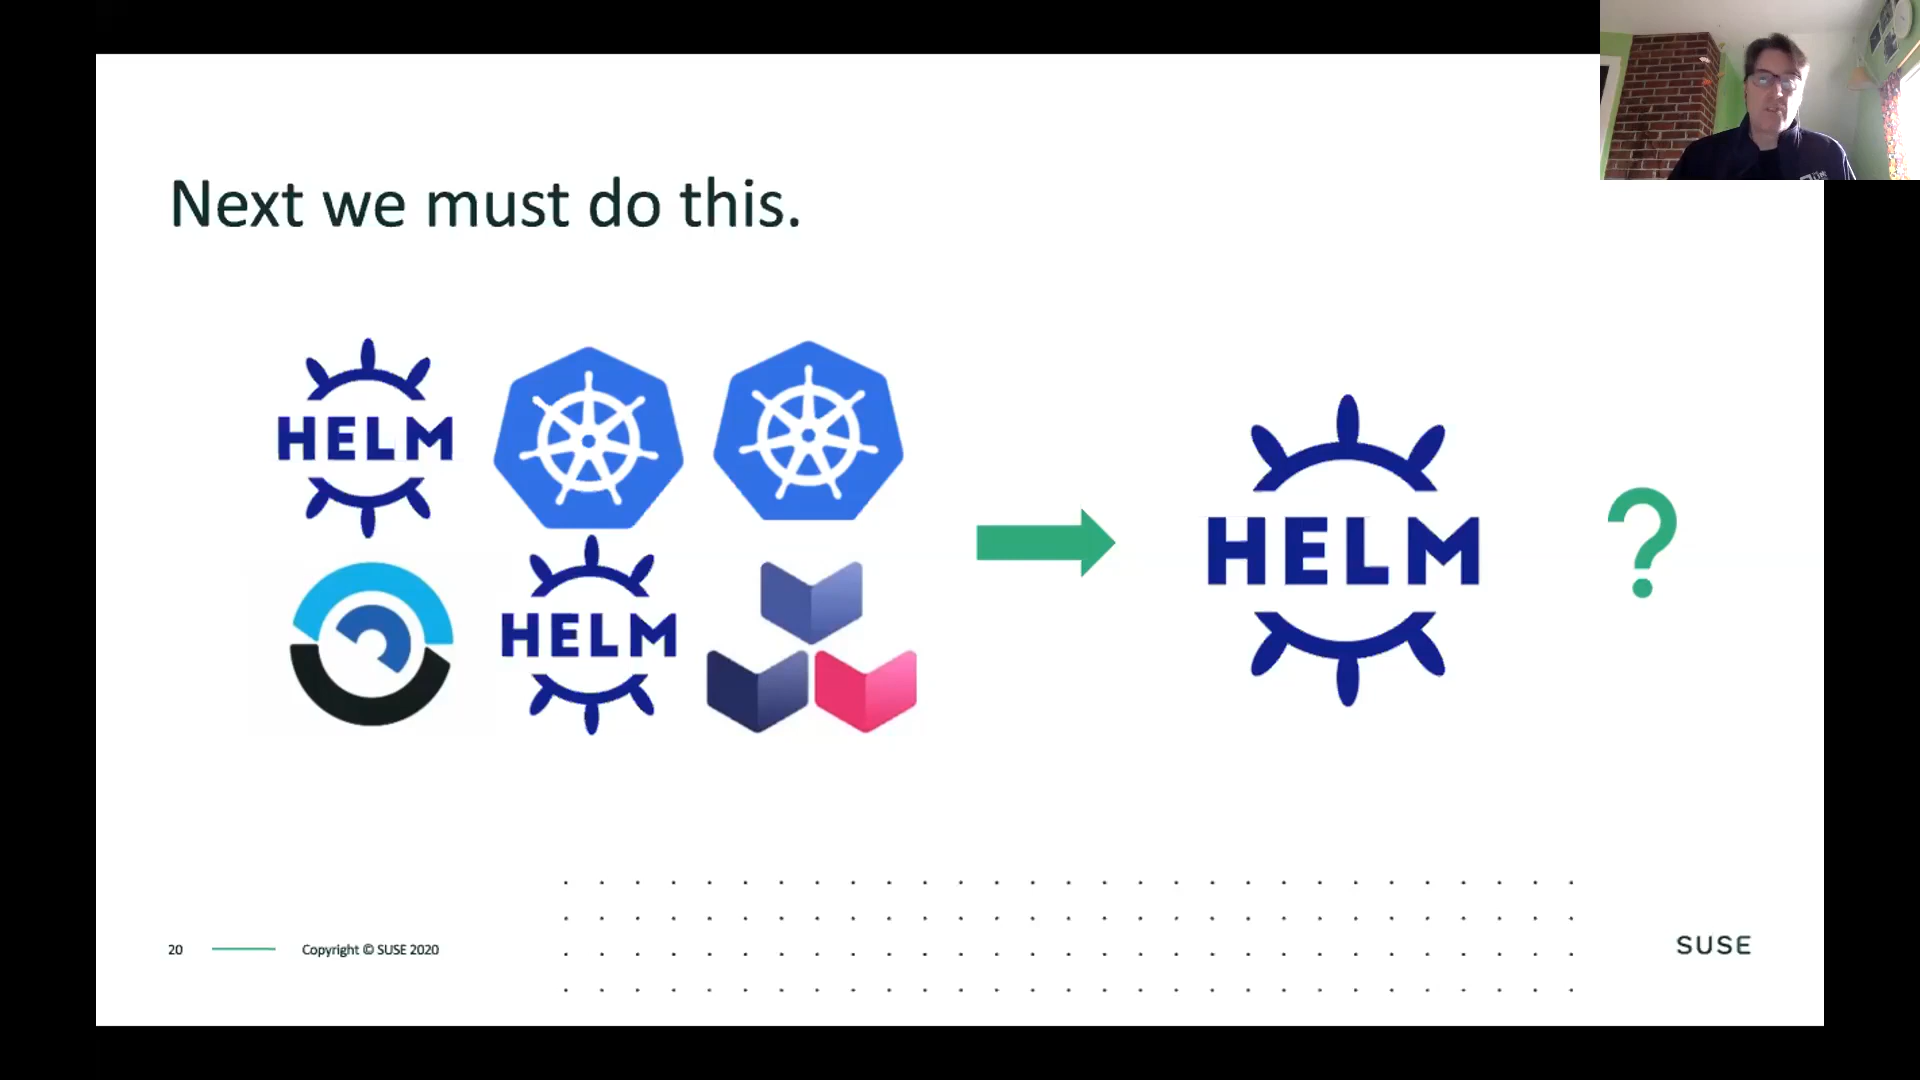 Next we must do this.
HELM
HELM
HELM
?
20
Copyright © SUSE 2020
SUSE